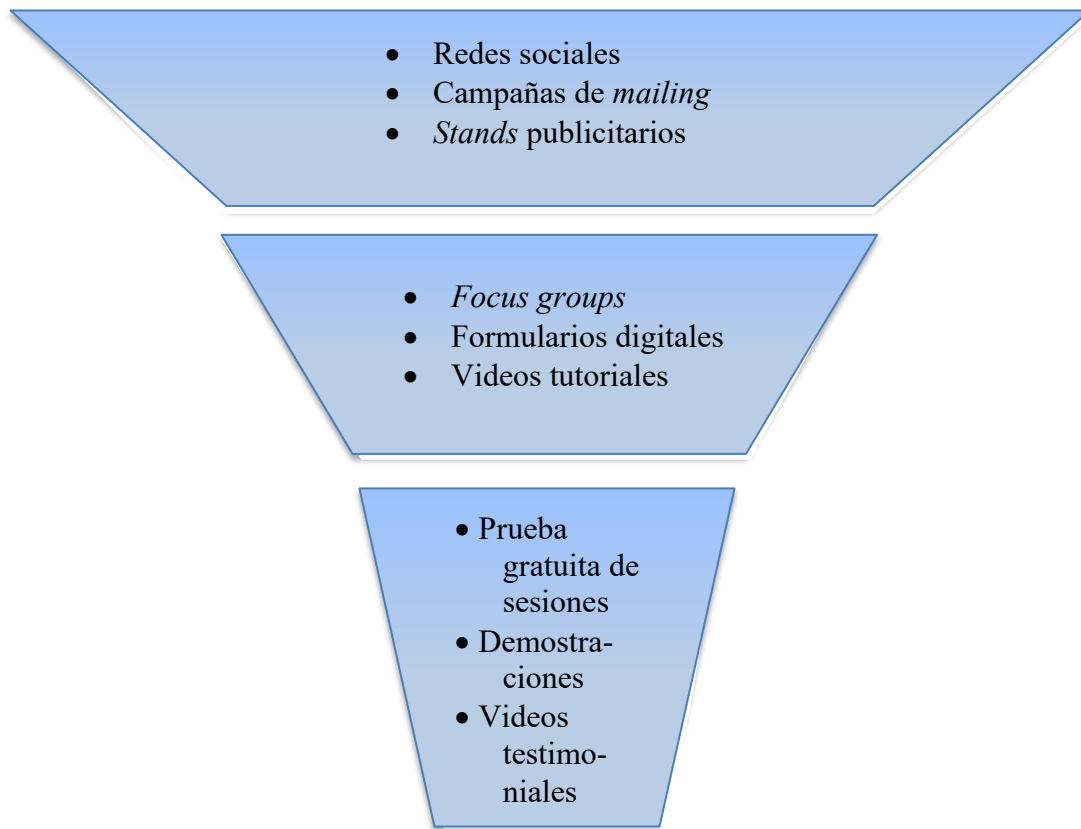 • Redes sociales
• Campañas de mailing
• Stands publicitarios
• Focus groups
• Formularios digitales
• Videos tutoriales
• Prueba
gratuita de
sesiones
• Demostra-
ciones
• Videos
testimo-
niales